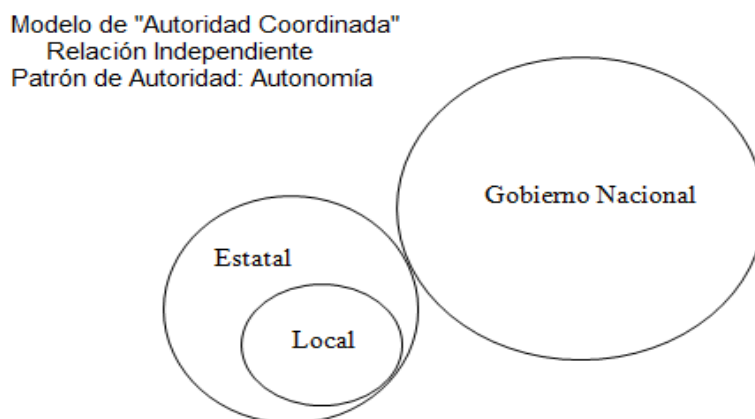 Modelo de "Autoridad Coordinada"
Relación Independiente
Patrón de Autoridad: Autonomía
Gobierno Nacional
Estatal
Local